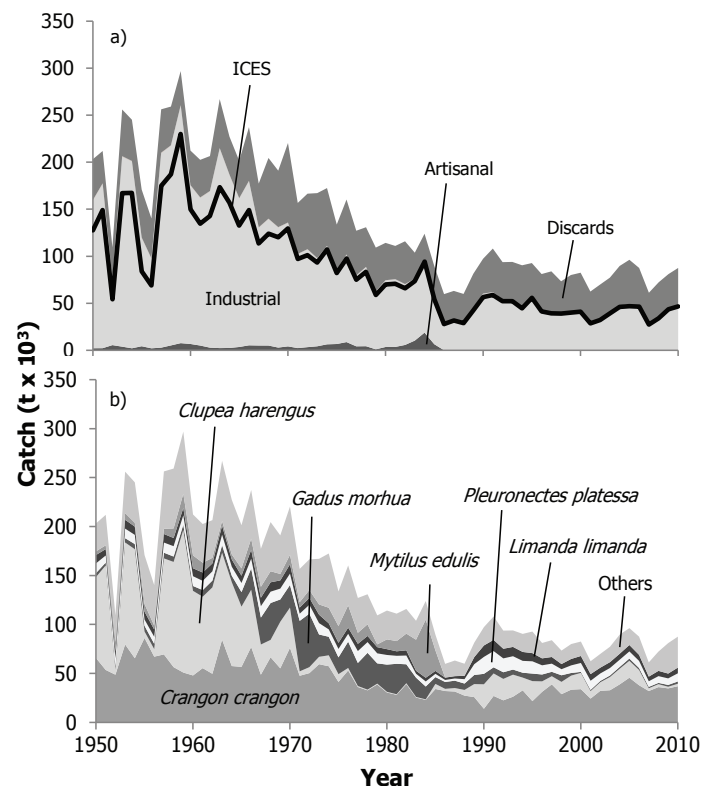 350
a)
300
ICES
250
200
Artisanal
150
Discards
100
Industrial
50
0
Catch (t x 10³)
350
b)
Clupea harengus
300
Gadus morhua
Pleuronectes platessa
250
Limanda limanda
200
Mytilus edulis
Others
150
100
50
Crangon crangon
0
1950 1960 1970 1980 1990 2000 2010
Year